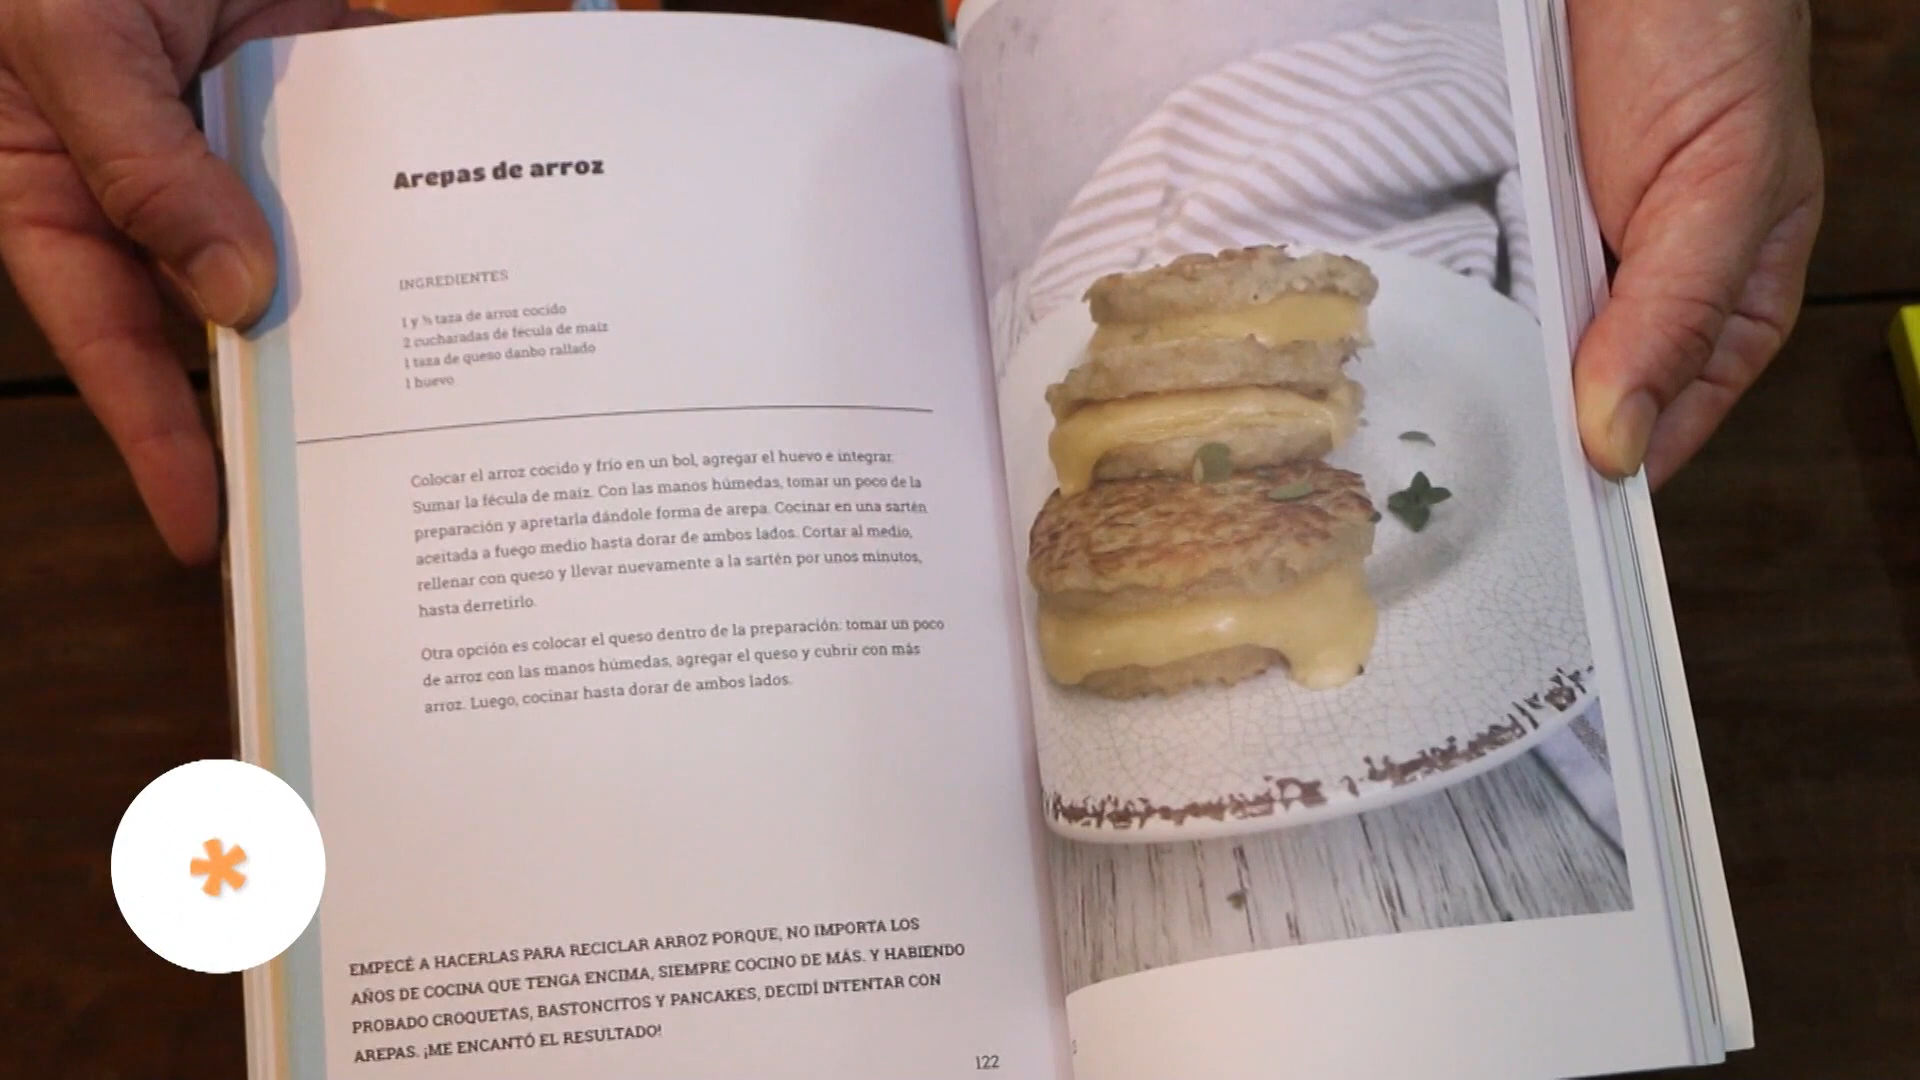 Arepas de arroz
INGREDIENTES
1 y ½ taza de arroz cocido
2 cucharadas de fécula de maíz
1 taza de queso danbo rallado
1 huevo
Colocar el arroz cocido y frío en un bol, agregar el huevo e integrar.
Sumar la fécula de maíz. Con las manos húmedas, tomar un poco de la
preparación y apretarla dándole forma de arepa. Cocinar en una sartén
aceitada a fuego medio hasta dorar de ambos lados. Cortar al medio,
rellenar con queso y llevar nuevamente a la sartén por unos minutos,
hasta derretirlo.
Otra opción es colocar el queso dentro de la preparación: tomar un poco
de arroz con las manos húmedas, agregar el queso y cubrir con más
arroz. Luego, cocinar hasta dorar de ambos lados.
EMPECÉ A HACERLAS PARA RECICLAR ARROZ PORQUE, NO IMPORTA LOS
AÑOS DE COCINA QUE TENGA ENCIMA, SIEMPRE COCINO DE MÁS. Y HABIENDO
PROBADO CROQUETAS, BASTONCITOS Y PANCAKES, DECIDÍ INTENTAR CON
AREPAS. ¡ME ENCANTÓ EL RESULTADO!
122